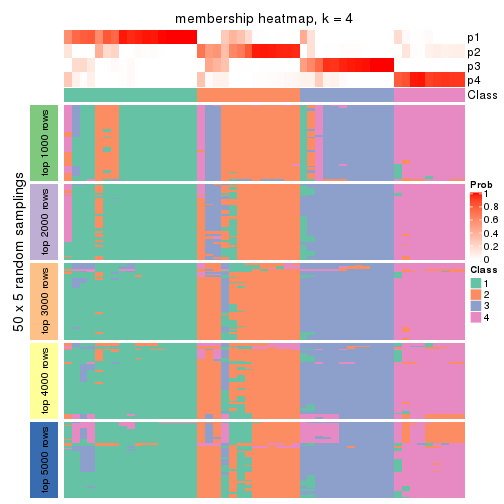 membership heatmap, k = 4
p1
p2
p3
p4
Class
50 x 5 random samplings
top 1000 rows
top 2000 rows
top 3000 rows
top 4000 rows
top 5000 rows
Prob
1
0.8
0.6
0.4
0.2
0
Class
1
2
3
4